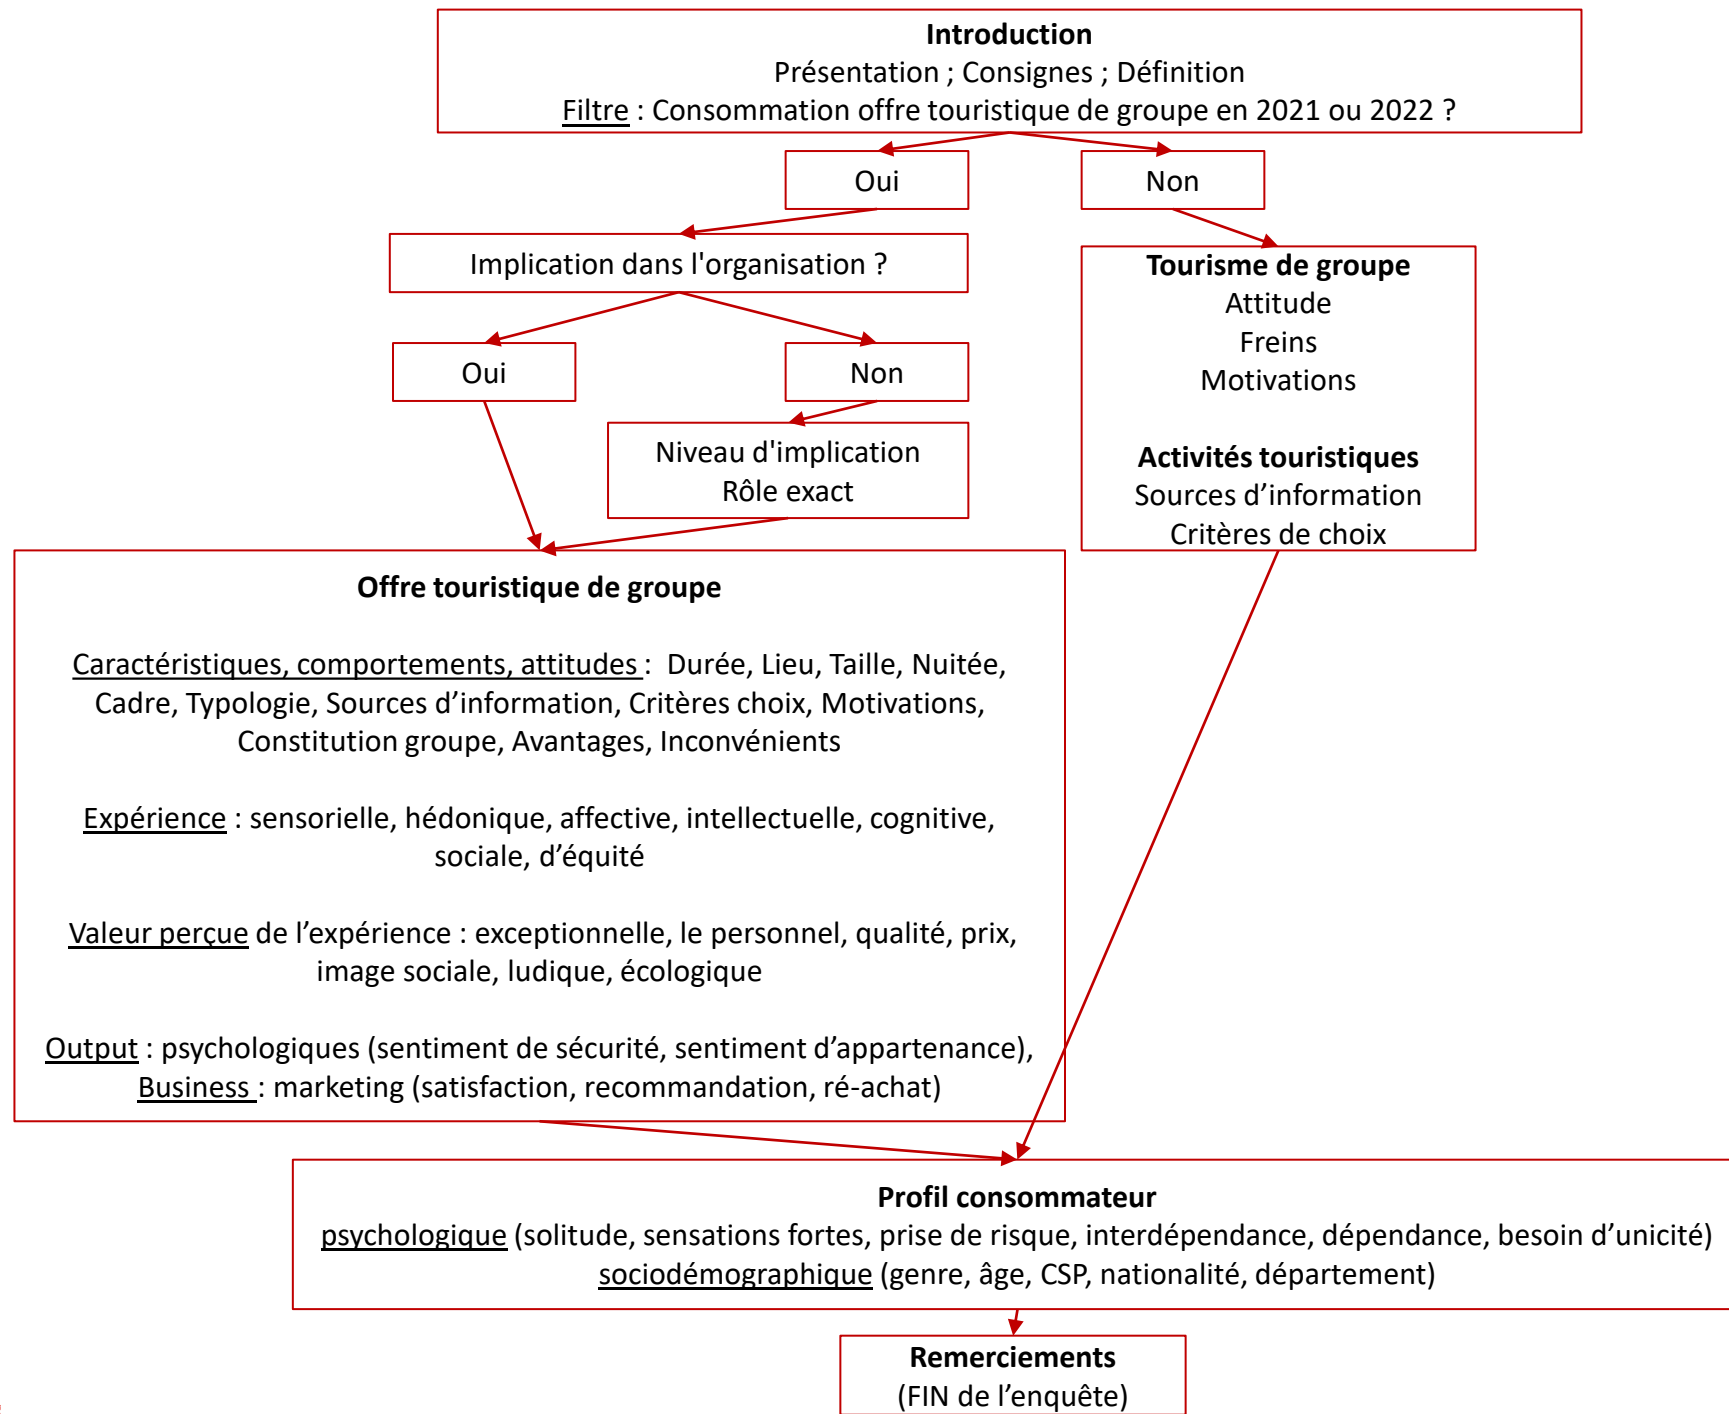 Introduction
Présentation ; Consignes ; Définition
Filtre : Consommation offre touristique de groupe en 2021 ou 2022 ?
Oui
Non
Implication dans l'organisation ?
Oui
Non
Niveau d'implication
Rôle exact
Tourisme de groupe
Attitude
Freins
Motivations
Activités touristiques
Sources d’information
Critères de choix
Offre touristique de groupe
Caractéristiques, comportements, attitudes : Durée, Lieu, Taille, Nuitée,
Cadre, Typologie, Sources d’information, Critères choix, Motivations,
Constitution groupe, Avantages, Inconvénients
Expérience : sensorielle, hédonique, affective, intellectuelle, cognitive,
sociale, d’équité
Valeur perçue de l’expérience : exceptionnelle, le personnel, qualité, prix,
image sociale, ludique, écologique
Output : psychologiques (sentiment de sécurité, sentiment d’appartenance),
Business : marketing (satisfaction, recommandation, ré-achat)
Profil consommateur
psychologique (solitude, sensations fortes, prise de risque, interdépendance, dépendance, besoin d’unicité)
sociodémographique (genre, âge, CSP, nationalité, département)
Remerciements
(FIN de l’enquête)